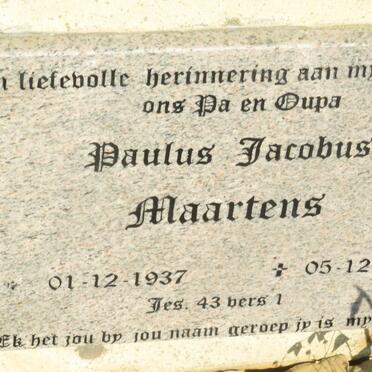 liefevolle herinnering aan my
ons Pa en Oupa
Paulus Jacobus
Maartens
01-12-1937 ✝ 05-12
Jes. 43 vers 1
Ek het jou by jou naam geroep jy is my